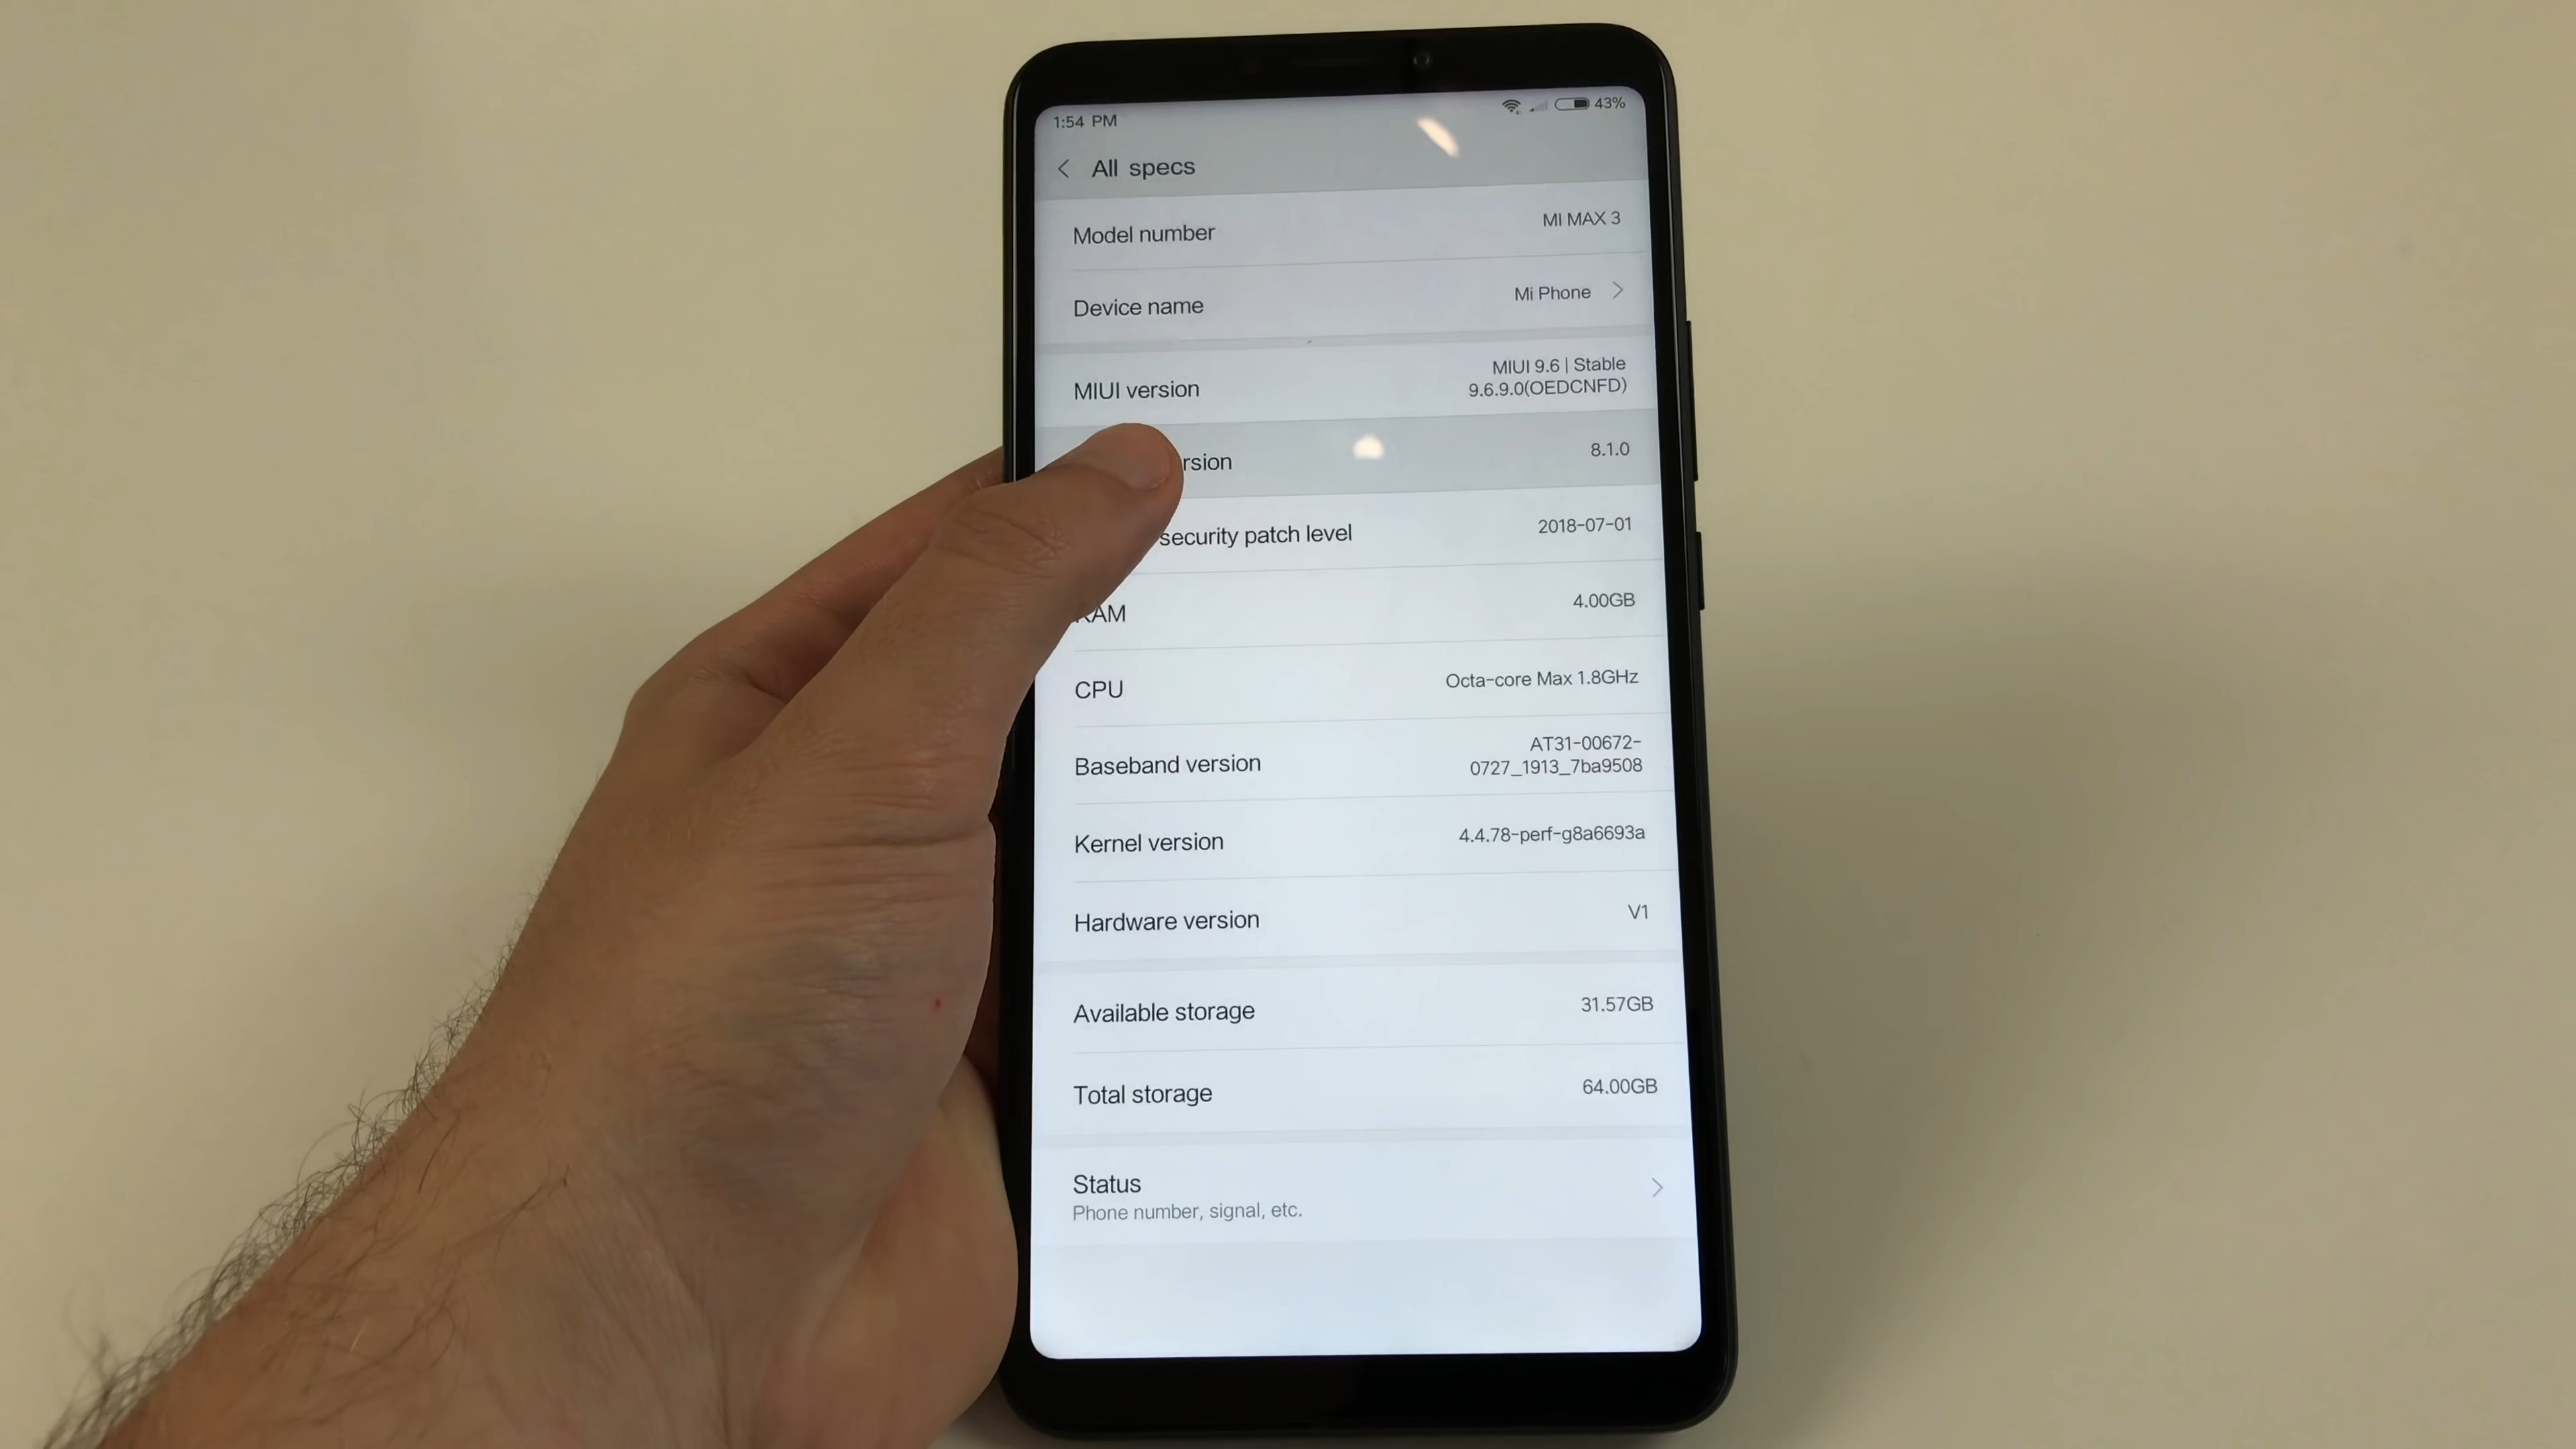 1:54 PM
43%
All specs
Model number
MI MAX 3
Device name
Mi Phone
MIUI version
MIUI 9.6 | Stable
9.6.9.0(OEDCNFD)
8.1.0
security patch level
2018-07-01
4.00GB
CPU
Octa-core Max 1.8GHz
Baseband version
AT31-00672-
0727_1913_7ba9508
Kernel version
4.4.78-perf-g8a6693a
Hardware version
V1
Available storage
31.57GB
Total storage
64.00GB
Status
Phone number, signal, etc.